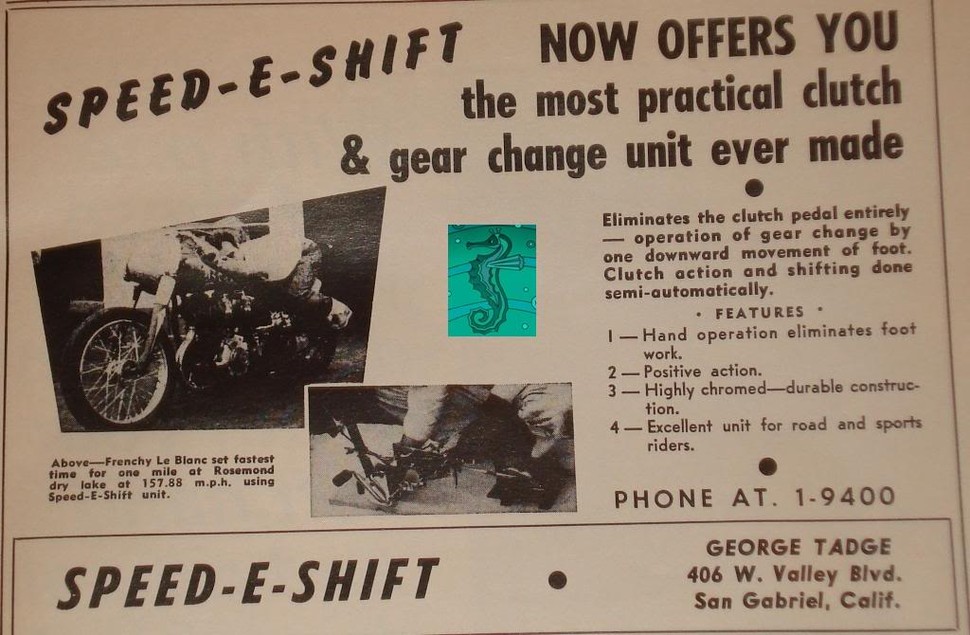 SPEED-E-SHIFT NOW OFFERS YOU
the most practical clutch
& gear change unit ever made
Eliminates the clutch pedal entirely
— operation of gear change by
one downward movement of foot.
Clutch action and shifting done
semi-automatically.
• FEATURES •
1 — Hand operation eliminates foot
work.
2 — Positive action.
3 — Highly chromed—durable construc-
tion.
4 — Excellent unit for road and sports
riders.
PHONE AT. 1-9400
Above—Frenchy Le Blanc set fastest
time for one mile at Rosemond
dry lake at 157.88 m.p.h. using
Speed-E-Shift unit.
SPEED-E-SHIFT
GEORGE TADGE
406 W. Valley Blvd.
San Gabriel, Calif.